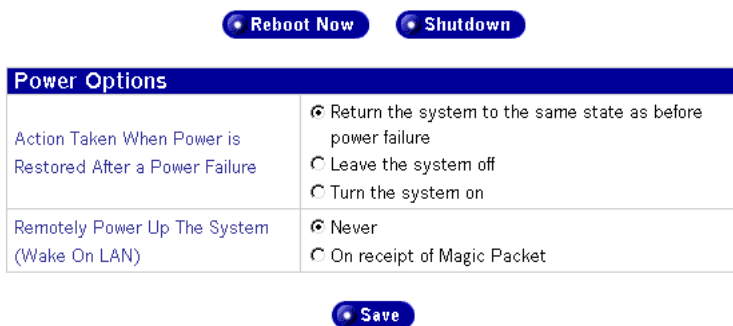 Reboot Now
Shutdown
Power Options
Action Taken When Power is
Restored After a Power Failure
Return the system to the same state as before
power failure
Leave the system off
Turn the system on
Remotely Power Up The System
(Wake On LAN)
Never
On receipt of Magic Packet
Save